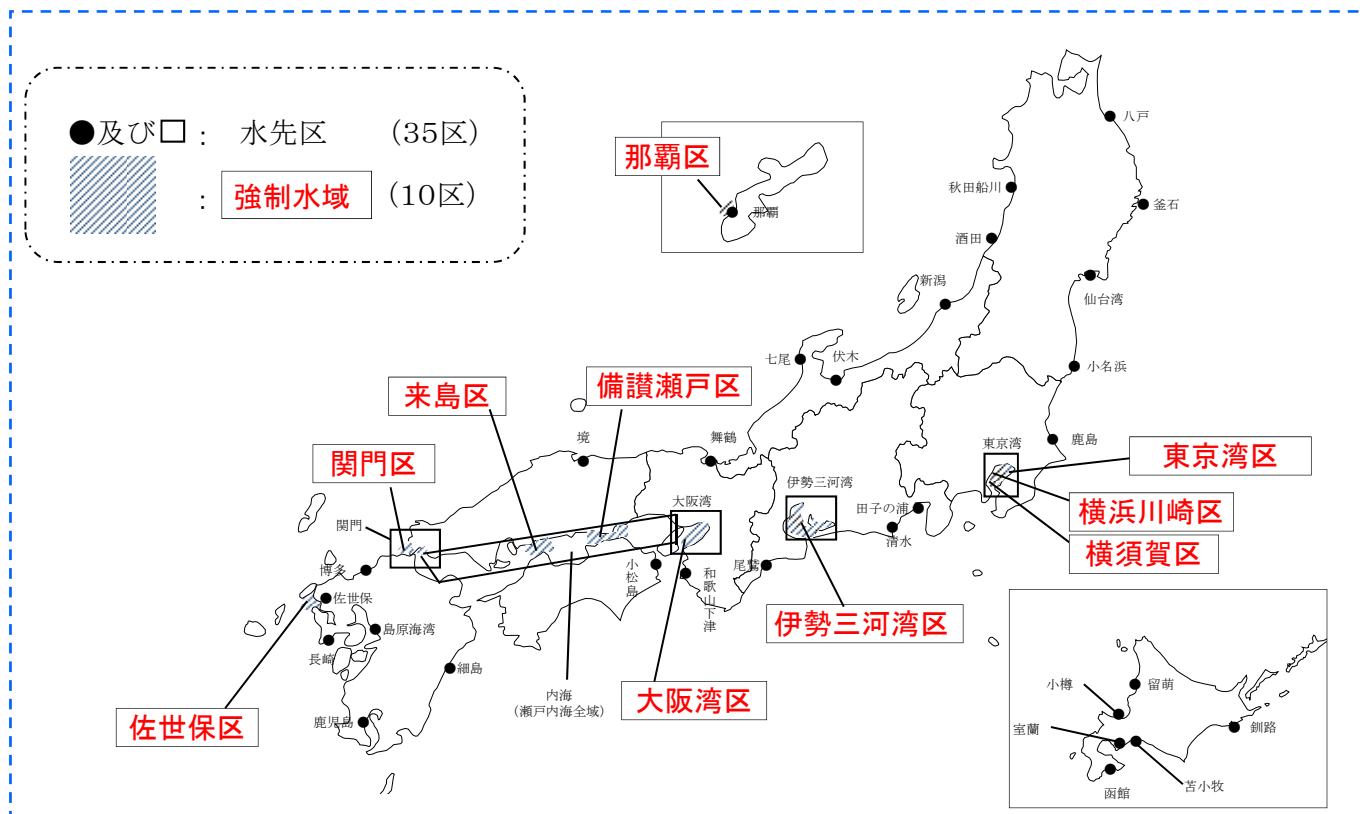 ●及び□： 水先区 （35区）
： 強制水域 （10区）
那覇区
那覇
八戸
秋田船川
釜石
酒田
仙台湾
新潟
七尾
伏木
小名浜
来島区
備讃瀬戸区
関門区
境
舞鶴
東京湾
鹿島
東京湾区
横浜川崎区
横須賀区
伊勢三河湾
田子の浦
清水
大阪湾
関門
博多
佐世保
島原海湾
長崎
細島
鹿児島
小松島
和歌山下津
尾鷲
伊勢三河湾区
内海
（瀬戸内海全域）
大阪湾区
佐世保区
小樽
留萌
室蘭
釧路
苫小牧
函館